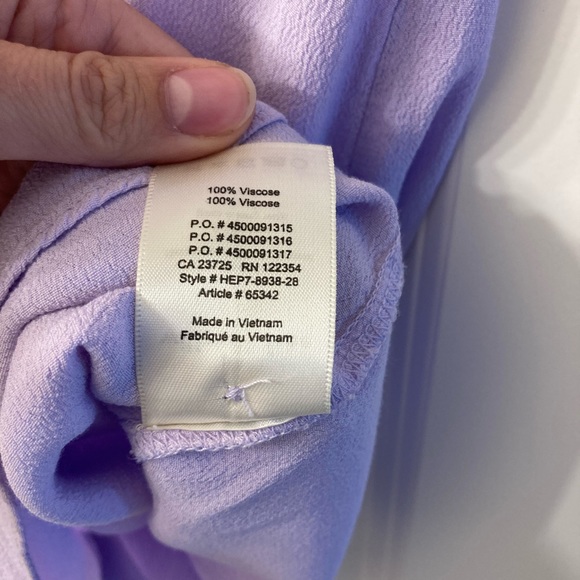 100% Viscose
100% Viscose
P.O. # 4500091315
P.O. # 4500091316
P.O. # 4500091317
CA 23725 RN 122354
Style # HEP7-8938-28
Article # 65342
Made in Vietnam
Fabriqué au Vietnam